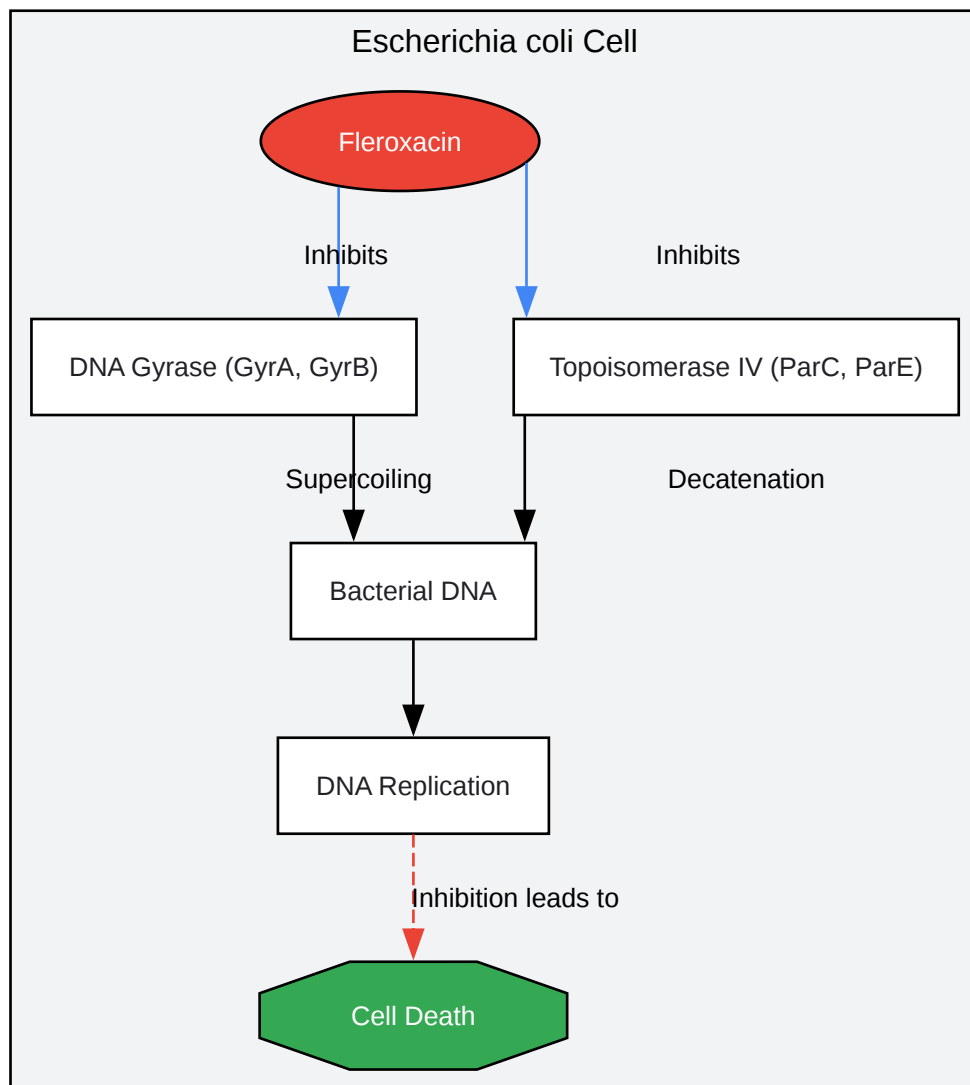 Escherichia coli Cell
Fleroxacin
Inhibits
Inhibits
DNA Gyrase (GyrA, GyrB)
Topoisomerase IV (ParC, ParE)
Supercoiling
Decatenation
Bacterial DNA
DNA Replication
Inhibition leads to
Cell Death